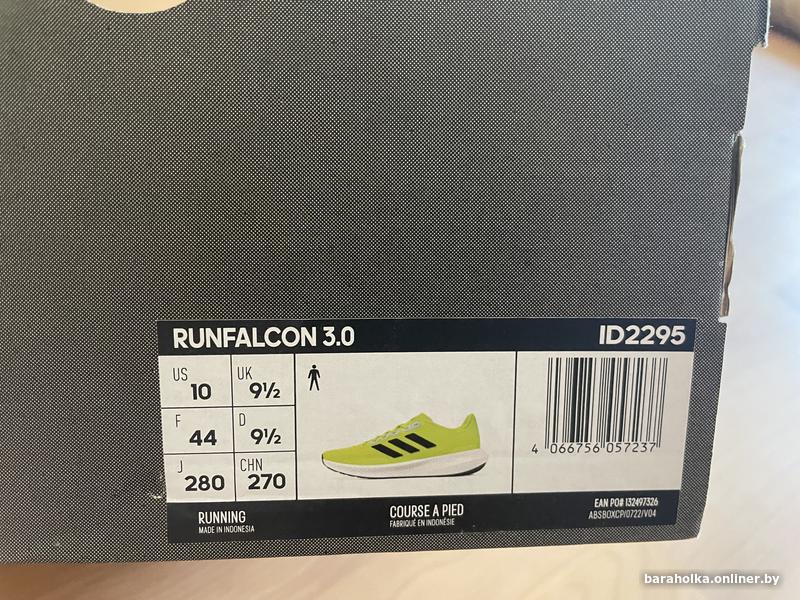 RUNFALCON 3.0 ID2295
US 10 UK 9½
F 44 D 9½
J 280 CHN 270
4 066756 057237
RUNNING
MADE IN INDONESIA
COURSE A PIED
FABRIQUÉ EN INDONÉSIE
EAN PO# 132497326
ABSBOXCP/0722/V04
baraholka.onliner.by